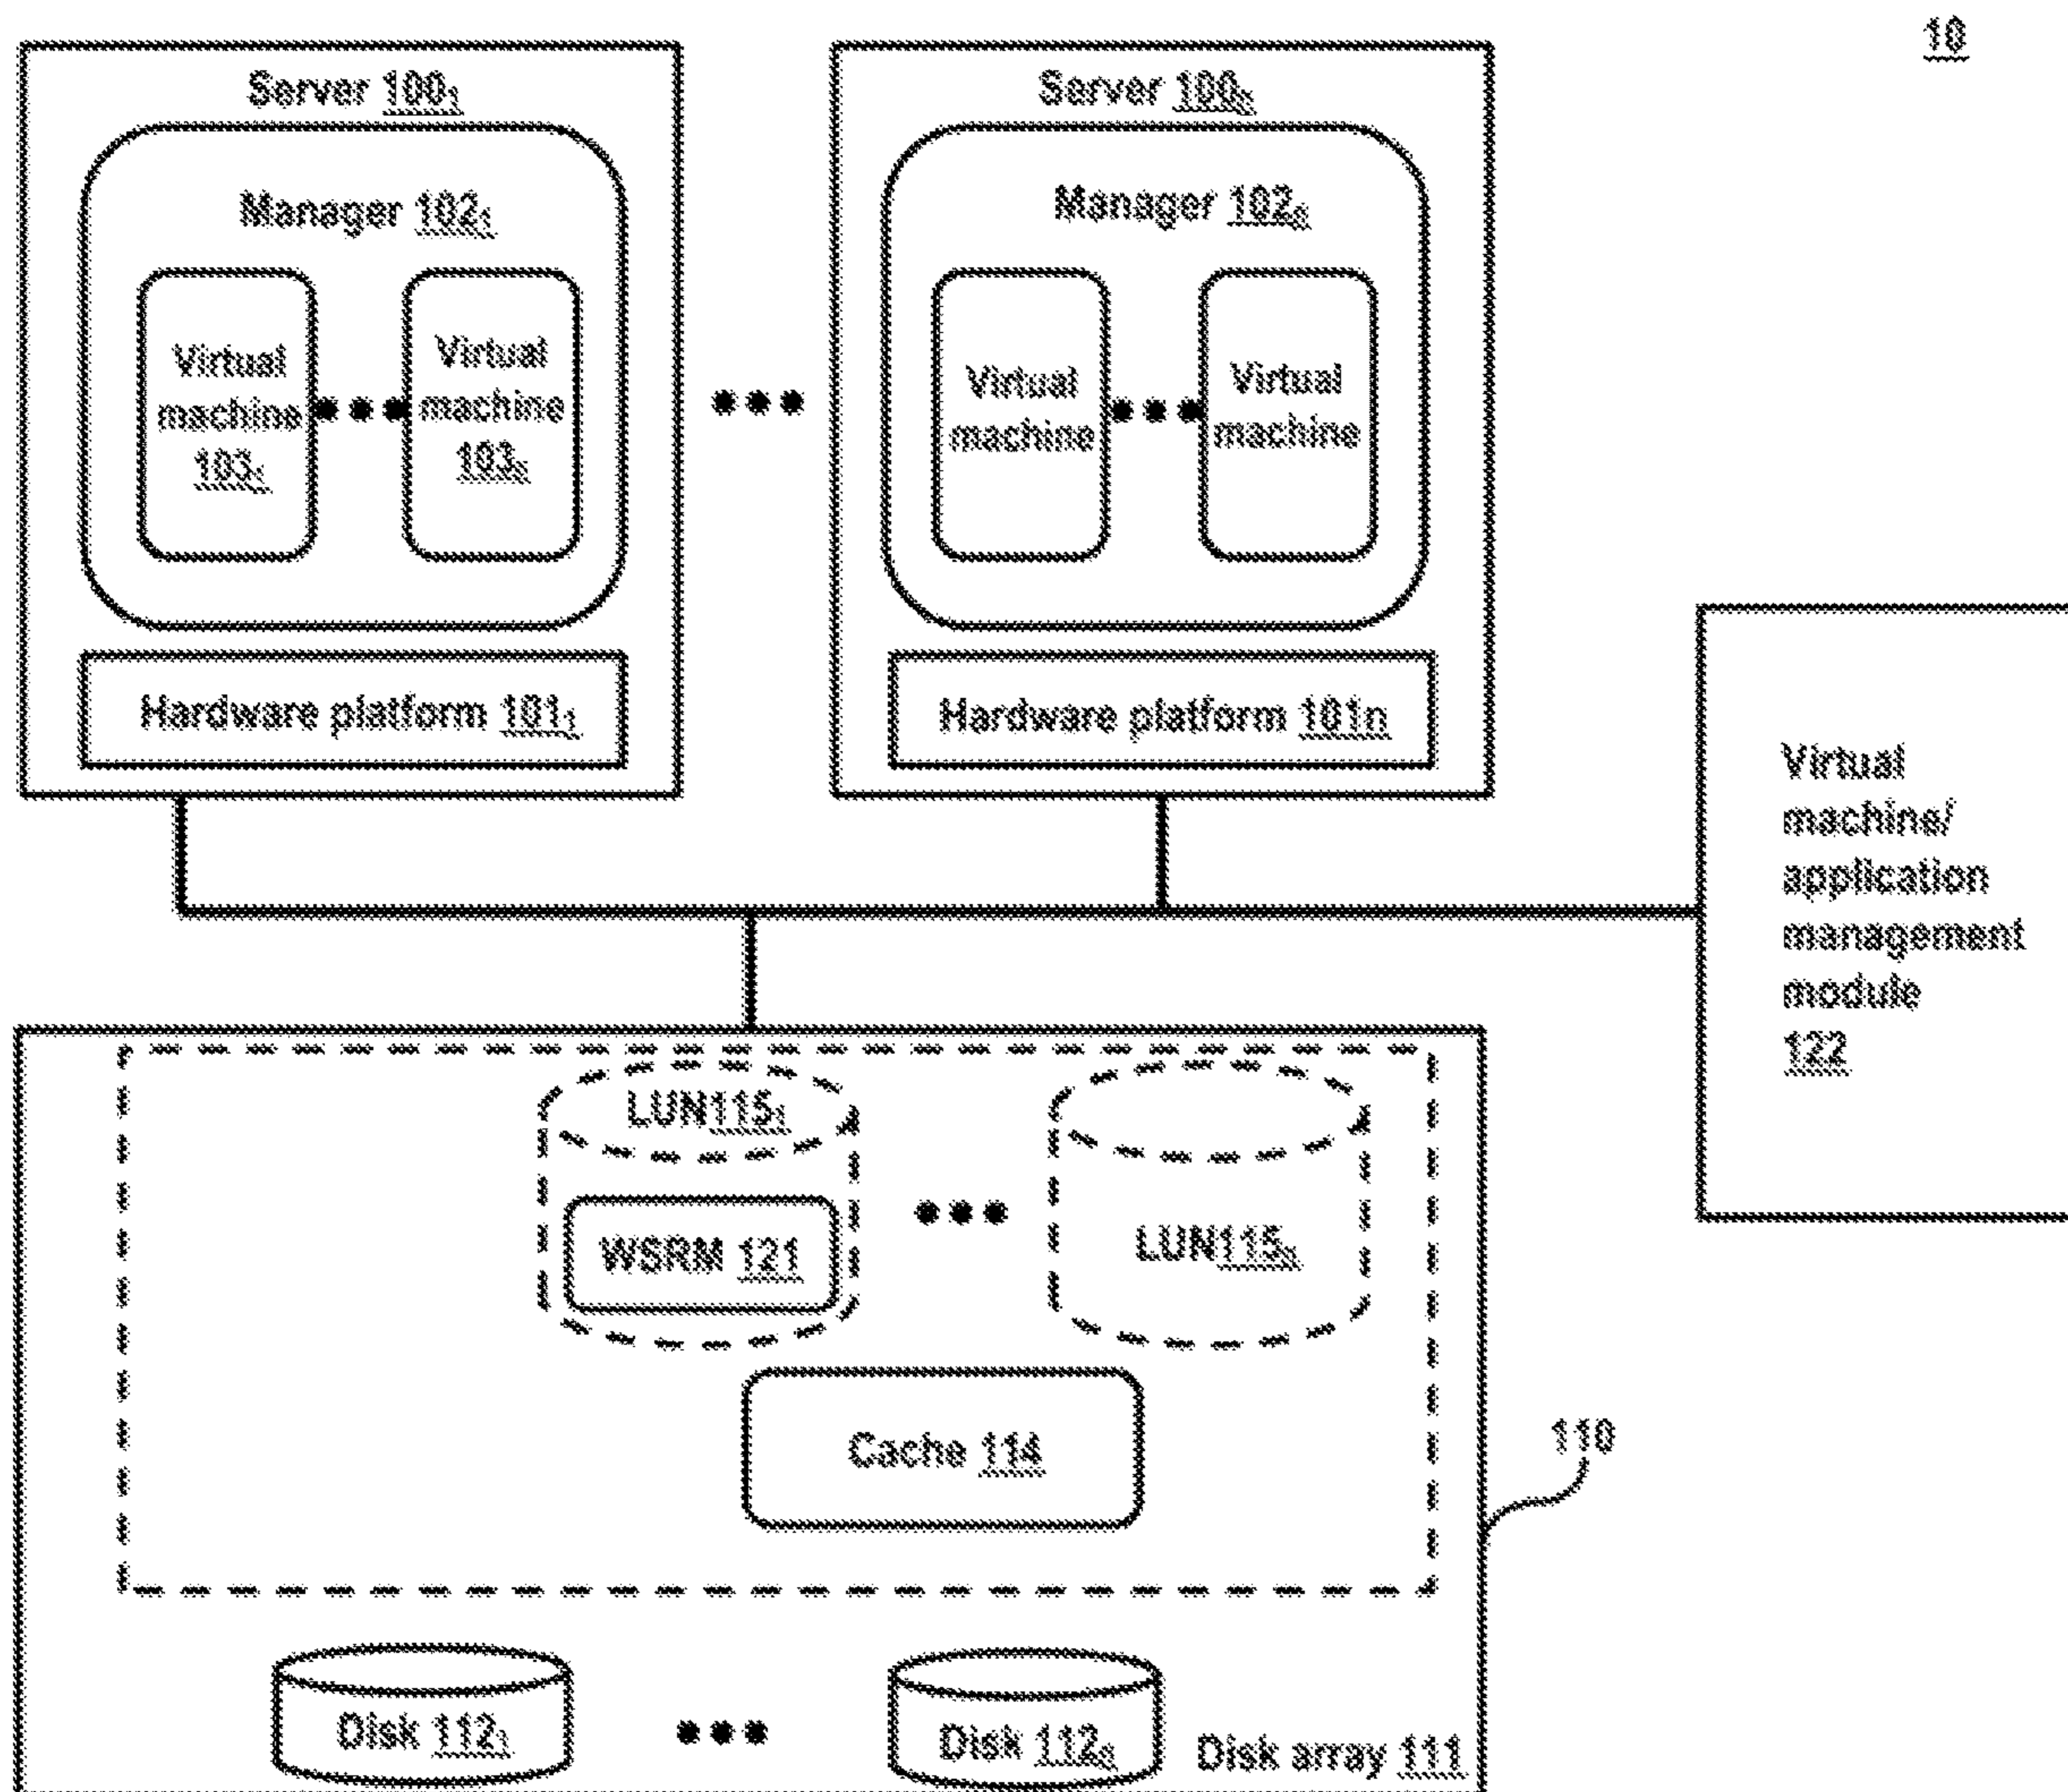 10
Server 100₁
Manager 102₁
Virtual
machine
103₁
Virtual
machine
103ₙ
Hardware platform 101₁
Server 100ₙ
Manager 102ₙ
Virtual
machine
Virtual
machine
Hardware platform 101n
Virtual
machine/
application
management
module
122
LUN115₁
WSRM 121
LUN115ₙ
Cache 114
110
Disk 112₁
Disk 112ₙ
Disk array 111